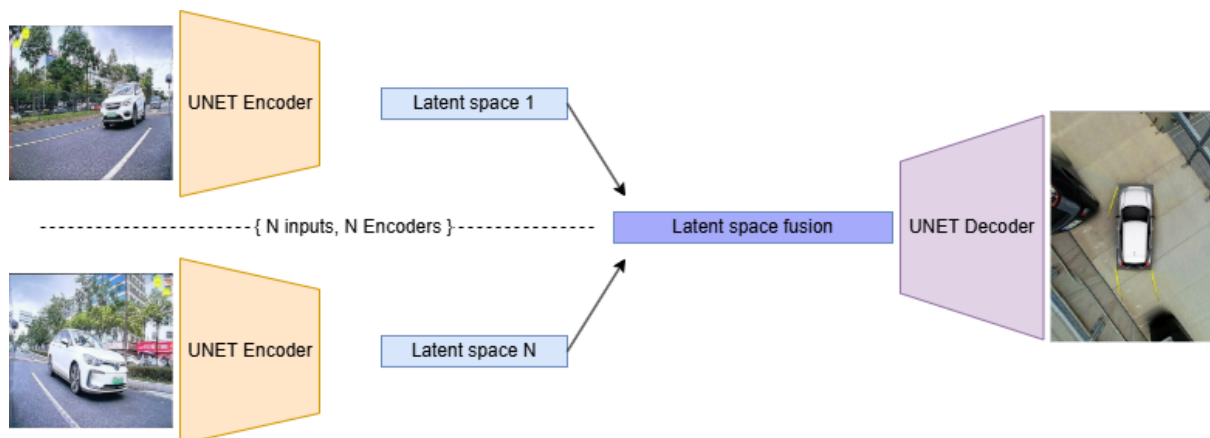 UNET Encoder
Latent space 1
{ N inputs, N Encoders }
Latent space fusion
UNET Decoder
UNET Encoder
Latent space N